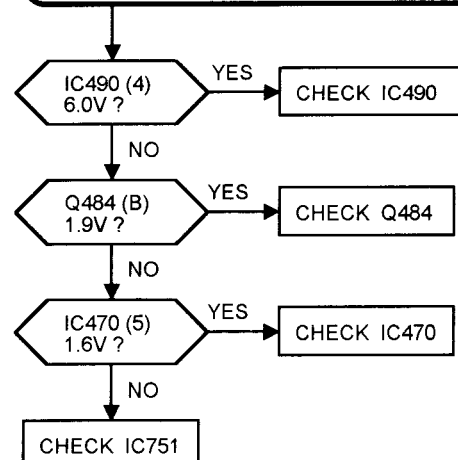 IC490 (4)
6.0V ?
YES
CHECK IC490
NO
Q484 (B)
1.9V ?
YES
CHECK Q484
NO
IC470 (5)
1.6V ?
YES
CHECK IC470
NO
CHECK IC751